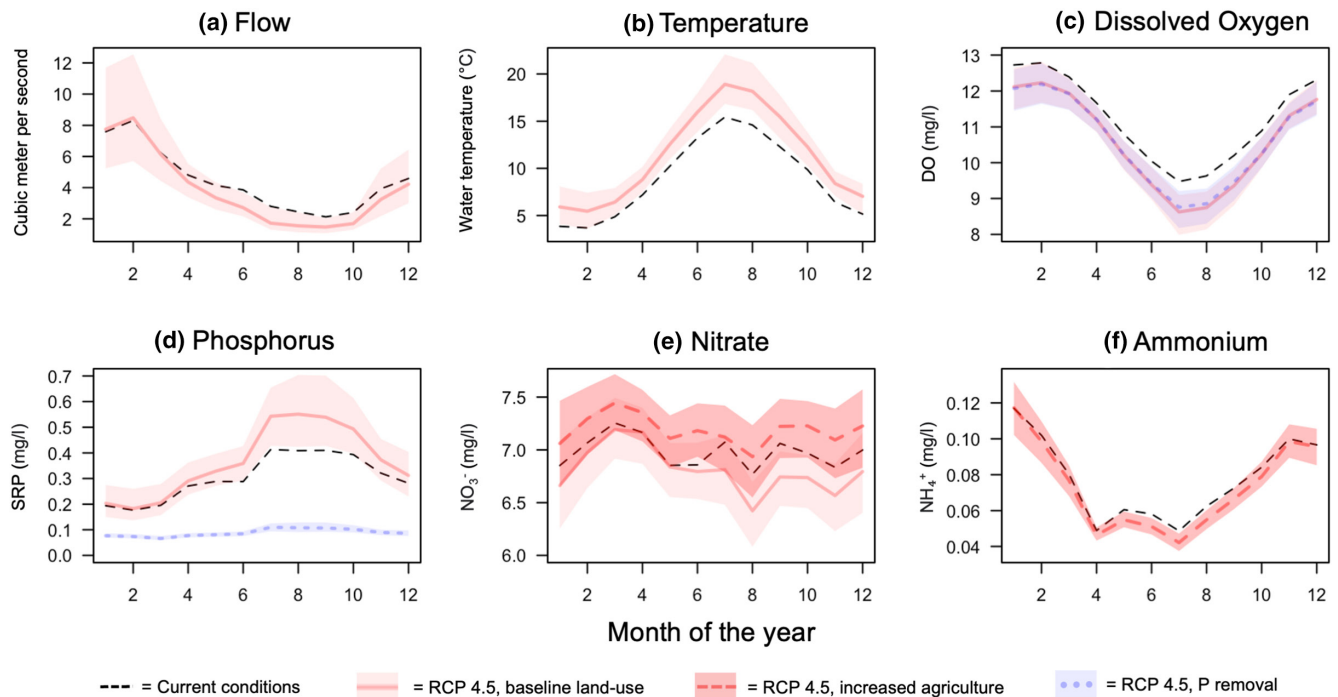 (a) Flow
Cubic meter per second
12
10
8
6
4
2
2 4 6 8 10 12
(b) Temperature
Water temperature (°C)
20
15
10
5
2 4 6 8 10 12
(c) Dissolved Oxygen
DO (mg/l)
13
12
11
10
9
8
2 4 6 8 10 12
(d) Phosphorus
SRP (mg/l)
0.7
0.6
0.5
0.4
0.3
0.2
0.1
0.0
2 4 6 8 10 12
(e) Nitrate
NO₃⁻ (mg/l)
7.5
7.0
6.5
6.0
2 4 6 8 10 12
(f) Ammonium
NH₄⁺ (mg/l)
0.12
0.10
0.08
0.06
0.04
2 4 6 8 10 12
Month of the year
= Current conditions
= RCP 4.5, baseline land-use
= RCP 4.5, increased agriculture
= RCP 4.5, P removal